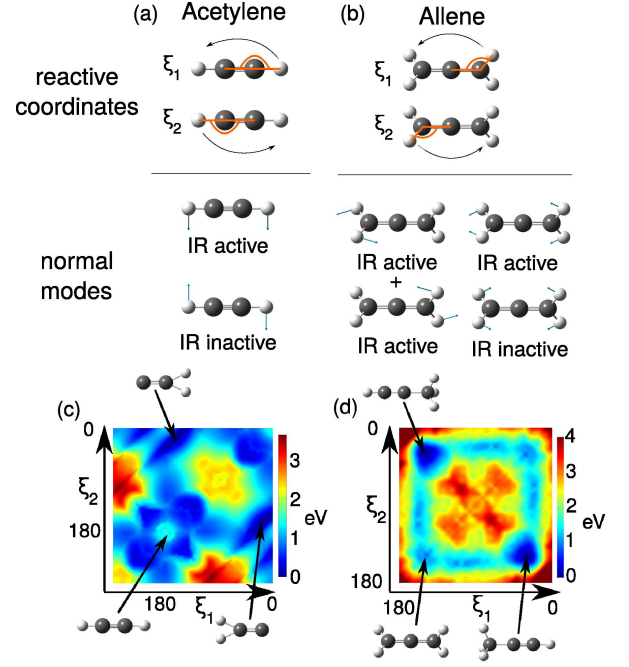 (a) Acetylene (b) Allene
reactive
coordinates
ξ1 ξ1
ξ2 ξ2
normal
modes
IR active IR active IR active
+
IR inactive IR active IR inactive
(c) (d)
0 0
ξ2 ξ2
180
180
3
2
1
0
eV
4
3
2
1
0
eV
180 ξ1 0
180 ξ1 0